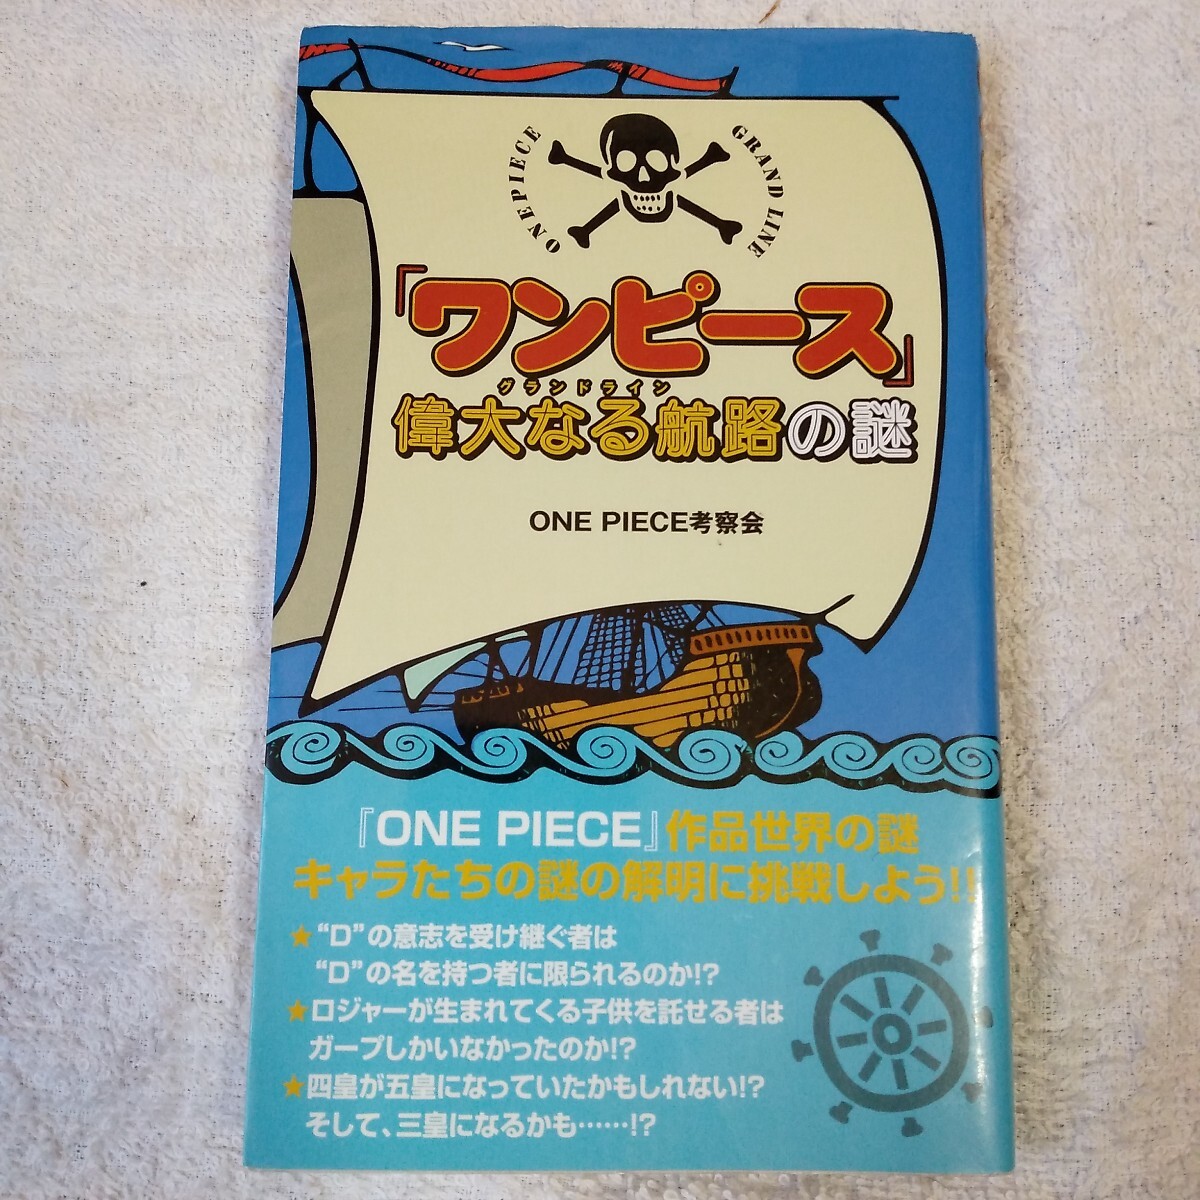 ONEPIECE
GRAND LINE
「ワンピース」
グランドライン
偉大なる航路の謎
ONE PIECE考察会
『ONE PIECE』作品世界の謎
キャラたちの謎の解明に挑戦しよう!!
★“D”の意志を受け継ぐ者は
“D”の名を持つ者に限られるのか!?
★ロジャーが生まれてくる子供を託せる者は
ガープしかいなかったのか!?
★四皇が五皇になっていたかもしれない!?
そして、三皇になるかも……!?